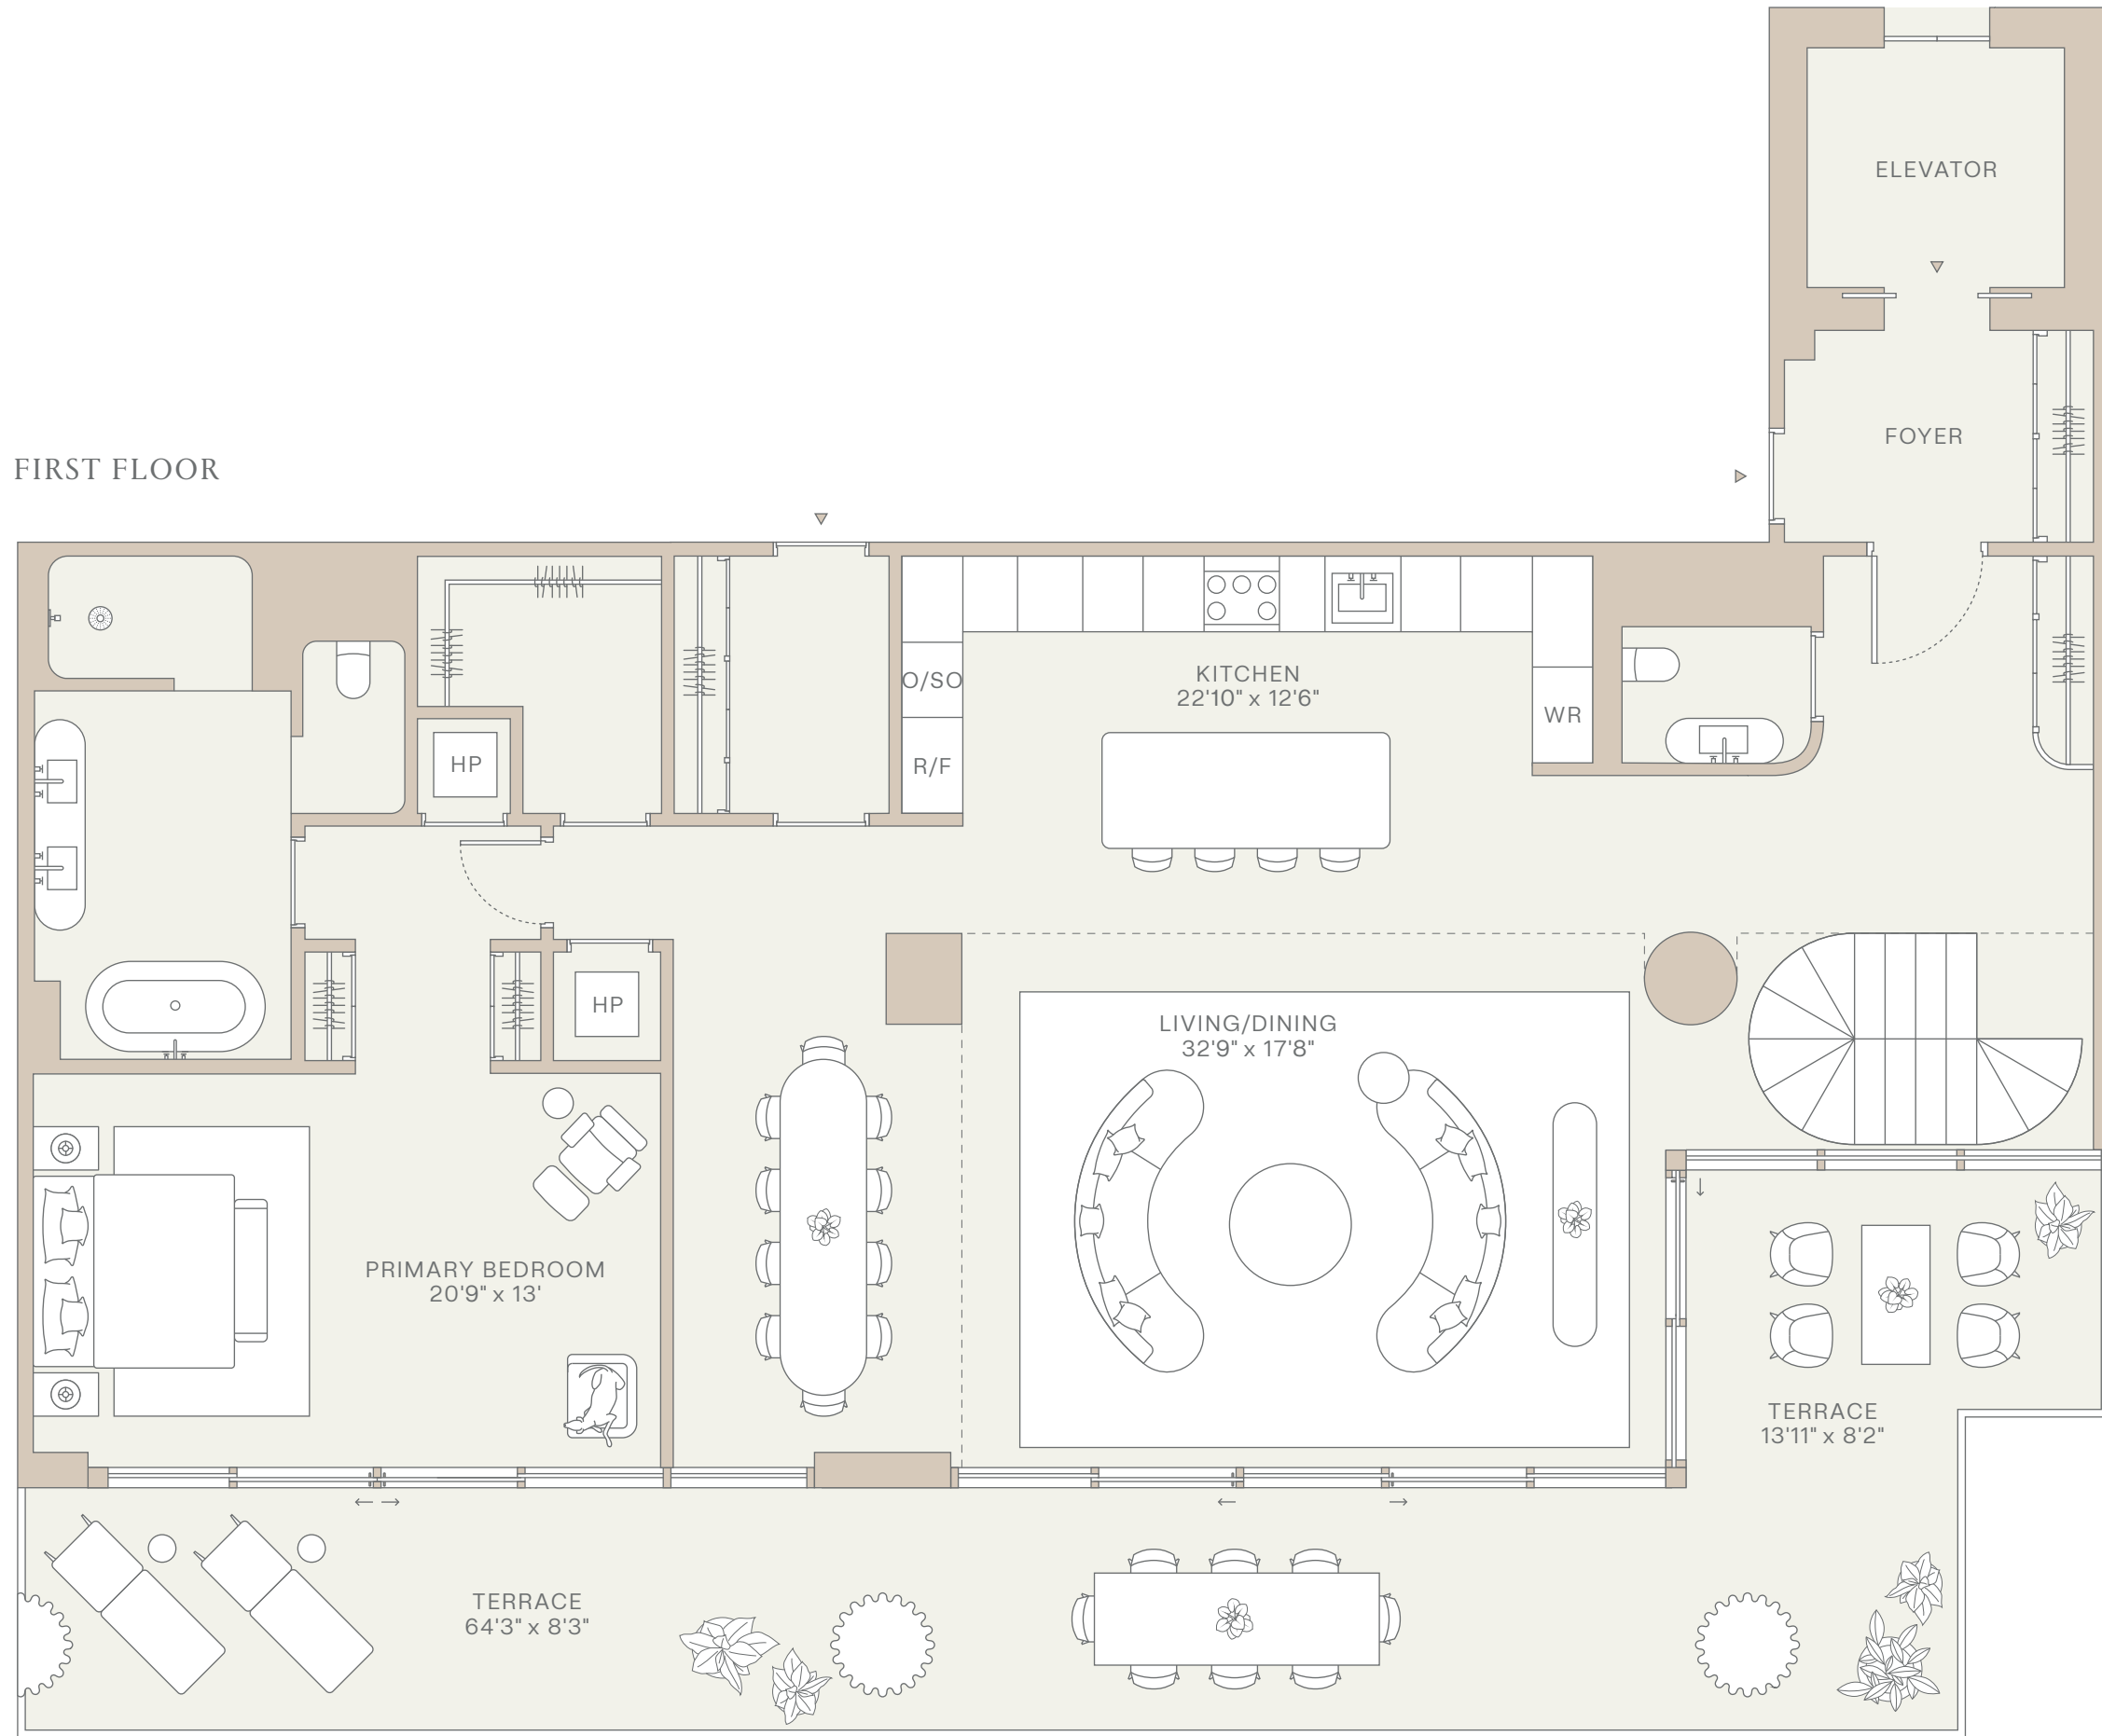 ELEVATOR
FOYER
FIRST FLOOR
KITCHEN
22'10" x 12'6"
O/SO
WR
HP
R/F
HP
LIVING/DINING
32'9" x 17'8"
PRIMARY BEDROOM
20'9" x 13'
TERRACE
13'11" x 8'2"
TERRACE
64'3" x 8'3"